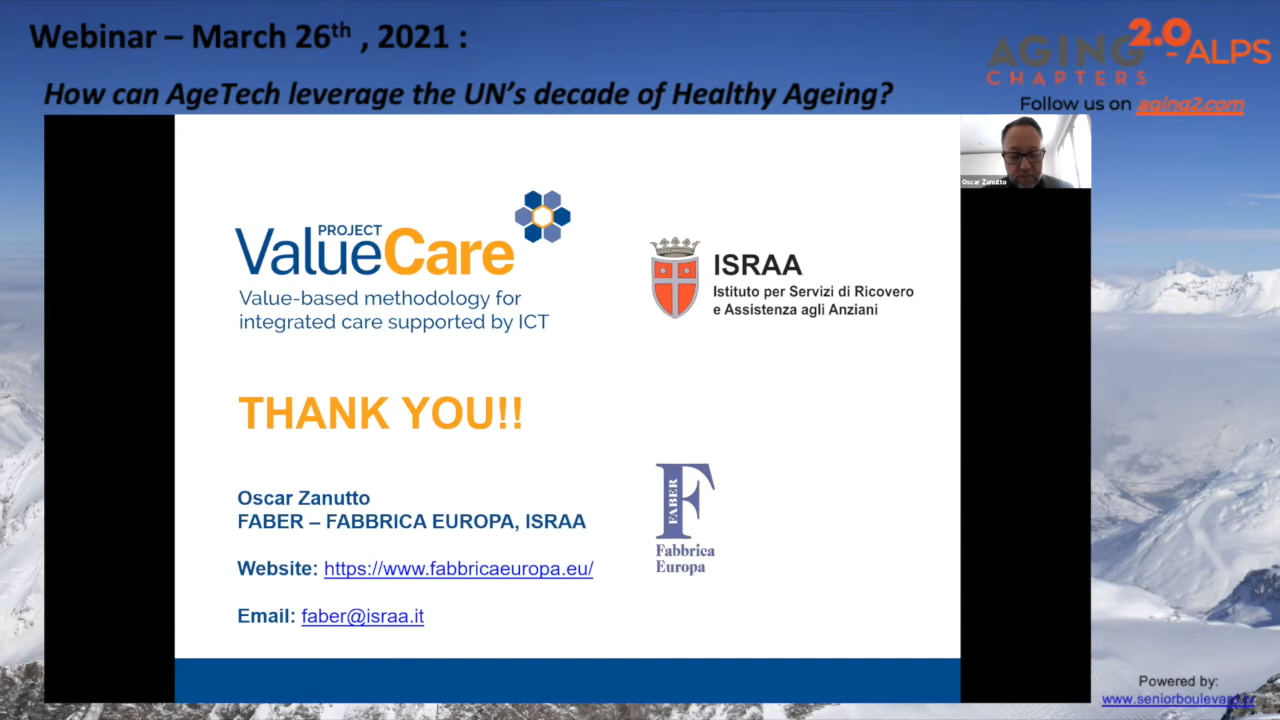 Webinar – March 26th , 2021 :
How can AgeTech leverage the UN's decade of Healthy Ageing?
AGING 2.0 - ALPS
CHAPTERS
Follow us on aging2.com
Oscar Zanutto
PROJECT
ValueCare
Value-based methodology for
integrated care supported by ICT
ISRAA
Istituto per Servizi di Ricovero
e Assistenza agli Anziani
THANK YOU!!
Oscar Zanutto
FABER – FABBRICA EUROPA, ISRAA
Website: https://www.fabbricaeuropa.eu/
Email: faber@israa.it
F
FABER
Fabbrica
Europa
Powered by: